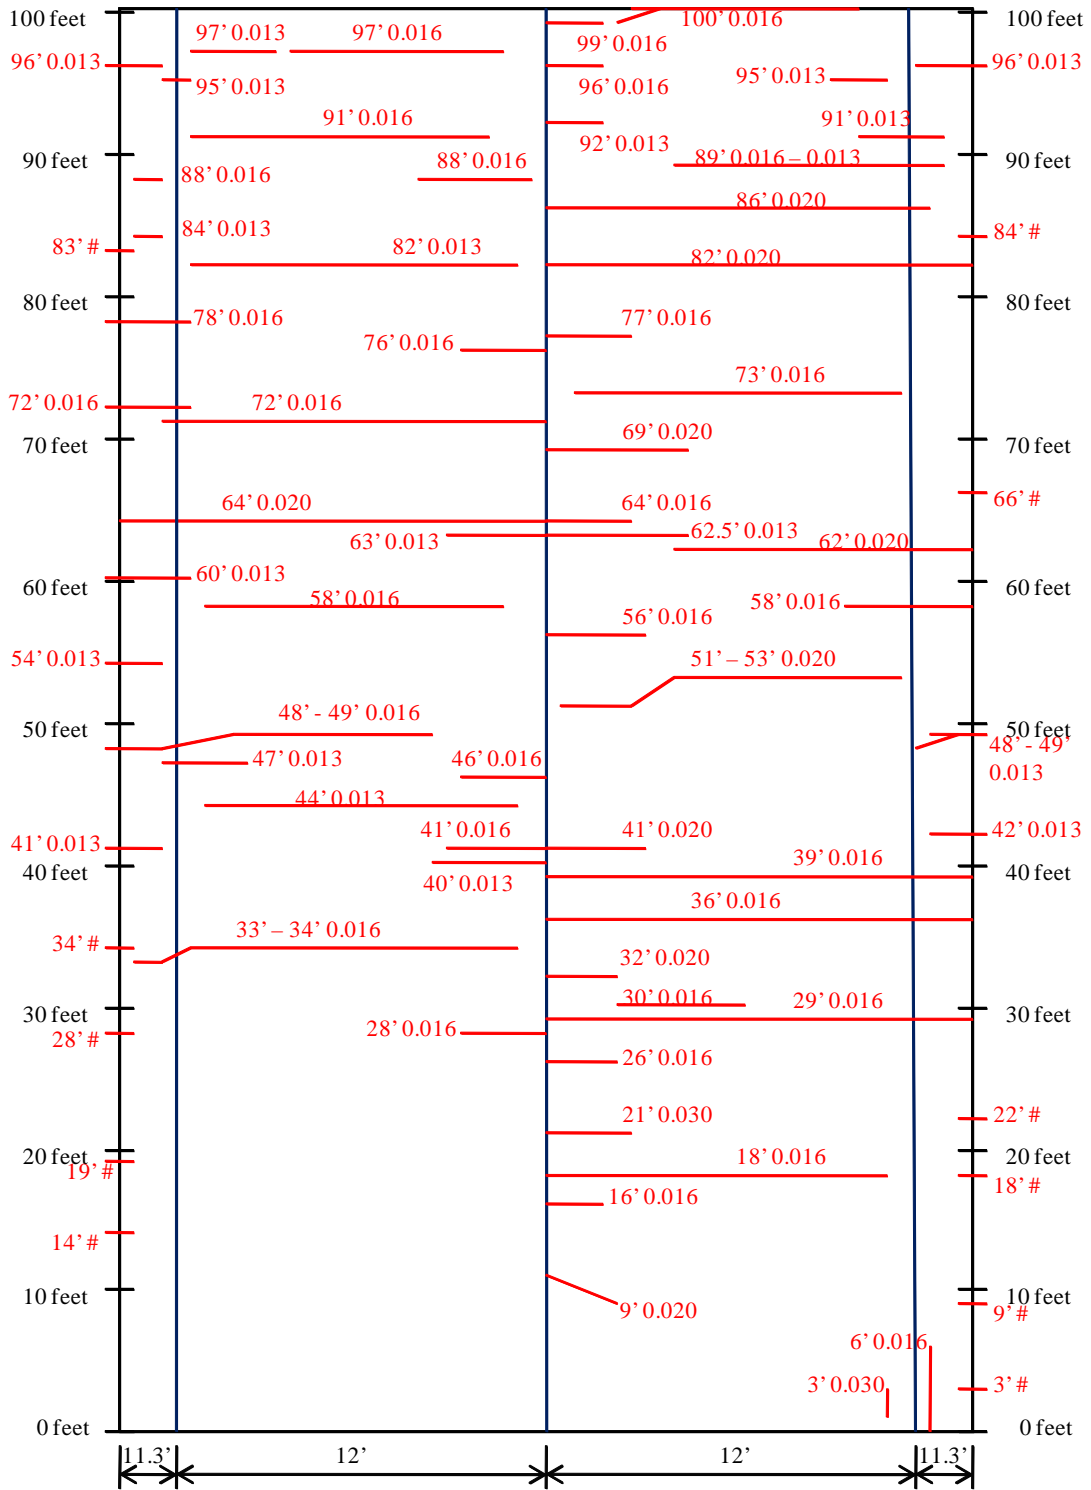 100 feet 100'0.016 100 feet
97'0.013 97'0.016
99'0.016
96'0.013 96'0.013
95'0.013 96'0.016 95'0.013
91'0.016 91'0.013
92'0.013
90 feet 88'0.016 89'0.016 – 0.013 90 feet
88'0.016
86'0.020
84'0.013 84' #
83' # 82'0.013 82'0.020
80 feet 80 feet
78'0.016 77'0.016
76'0.016
73'0.016
72'0.016 72'0.016
70 feet 69'0.020 70 feet
66' #
64'0.020 64'0.016
63'0.013 62.5'0.013 62'0.020
60'0.013
60 feet 60 feet
58'0.016 58'0.016
56'0.016
54'0.013 51' – 53'0.020
48' - 49'0.016
50 feet 50 feet
47'0.013 46'0.016 48' - 49'
0.013
44'0.013
41'0.013 41'0.016 41'0.020 42'0.013
39'0.016
40 feet 40 feet
40'0.013
36'0.016
33' – 34'0.016
34' # 32'0.020
30'0.016 29'0.016
30 feet 30 feet
28' # 28'0.016
26'0.016
21'0.030 22' #
20 feet 18'0.016 20 feet
19' # 18' #
16'0.016
14' #
10 feet 10 feet
9'0.020 9' #
6'0.016
3'0.030 3' #
0 feet 0 feet
11.3' 12' 12' 11.3'